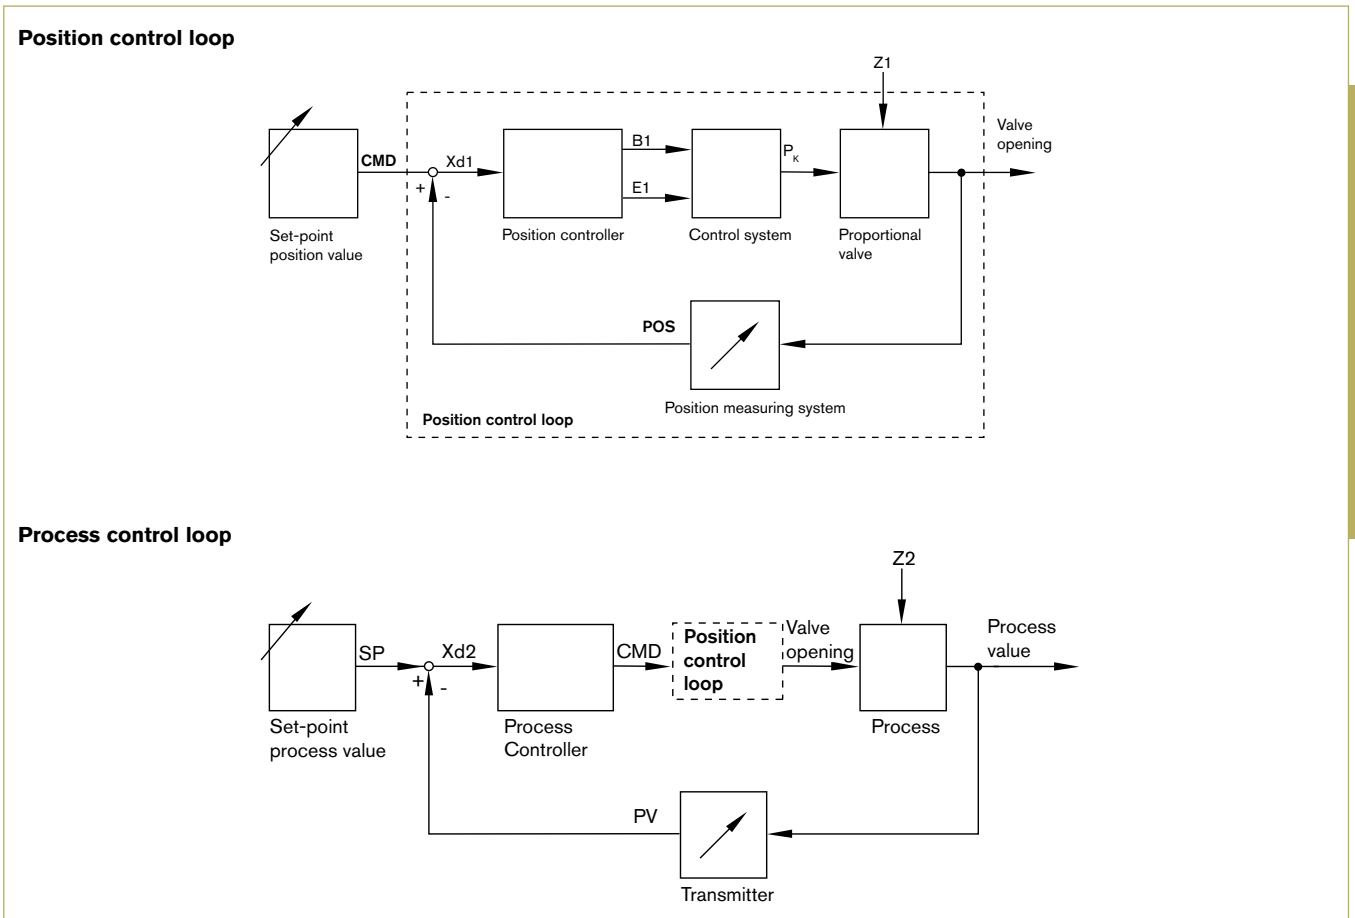 Position control loop
Z1
Valve
opening
CMD
Xd1
B1
P K
+
-
E1
Set-point
position value
Position controller
Control system
Proportional
valve
POS
Position measuring system
Position control loop
Process control loop
Z2
SP
Xd2
CMD
Position
control
loop
Valve
opening
Process
value
+
-
Set-point
process value
Process
Controller
Process
PV
Transmitter